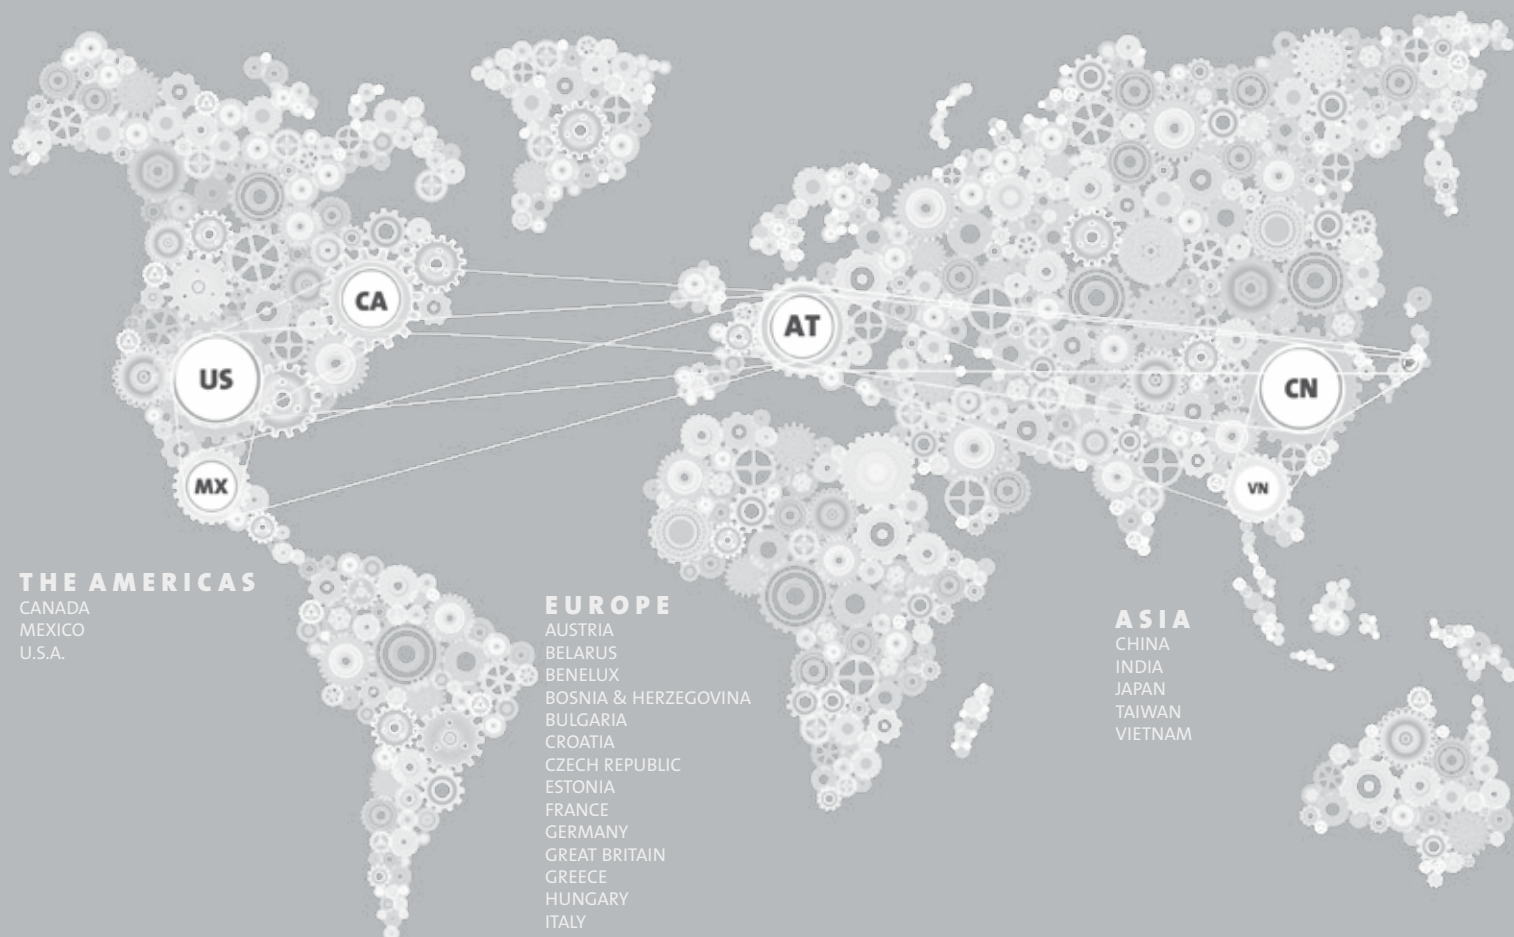 CA
AT
US
CN
MX
VN
THE AMERICAS
CANADA
MEXICO
U.S.A.
EUROPE
AUSTRIA
BELARUS
BENELUX
BOSNIA & HERZEGOVINA
BULGARIA
CROATIA
CZECH REPUBLIC
ESTONIA
FRANCE
GERMANY
GREAT BRITAIN
GREECE
HUNGARY
ITALY
ASIA
CHINA
INDIA
JAPAN
TAIWAN
VIETNAM